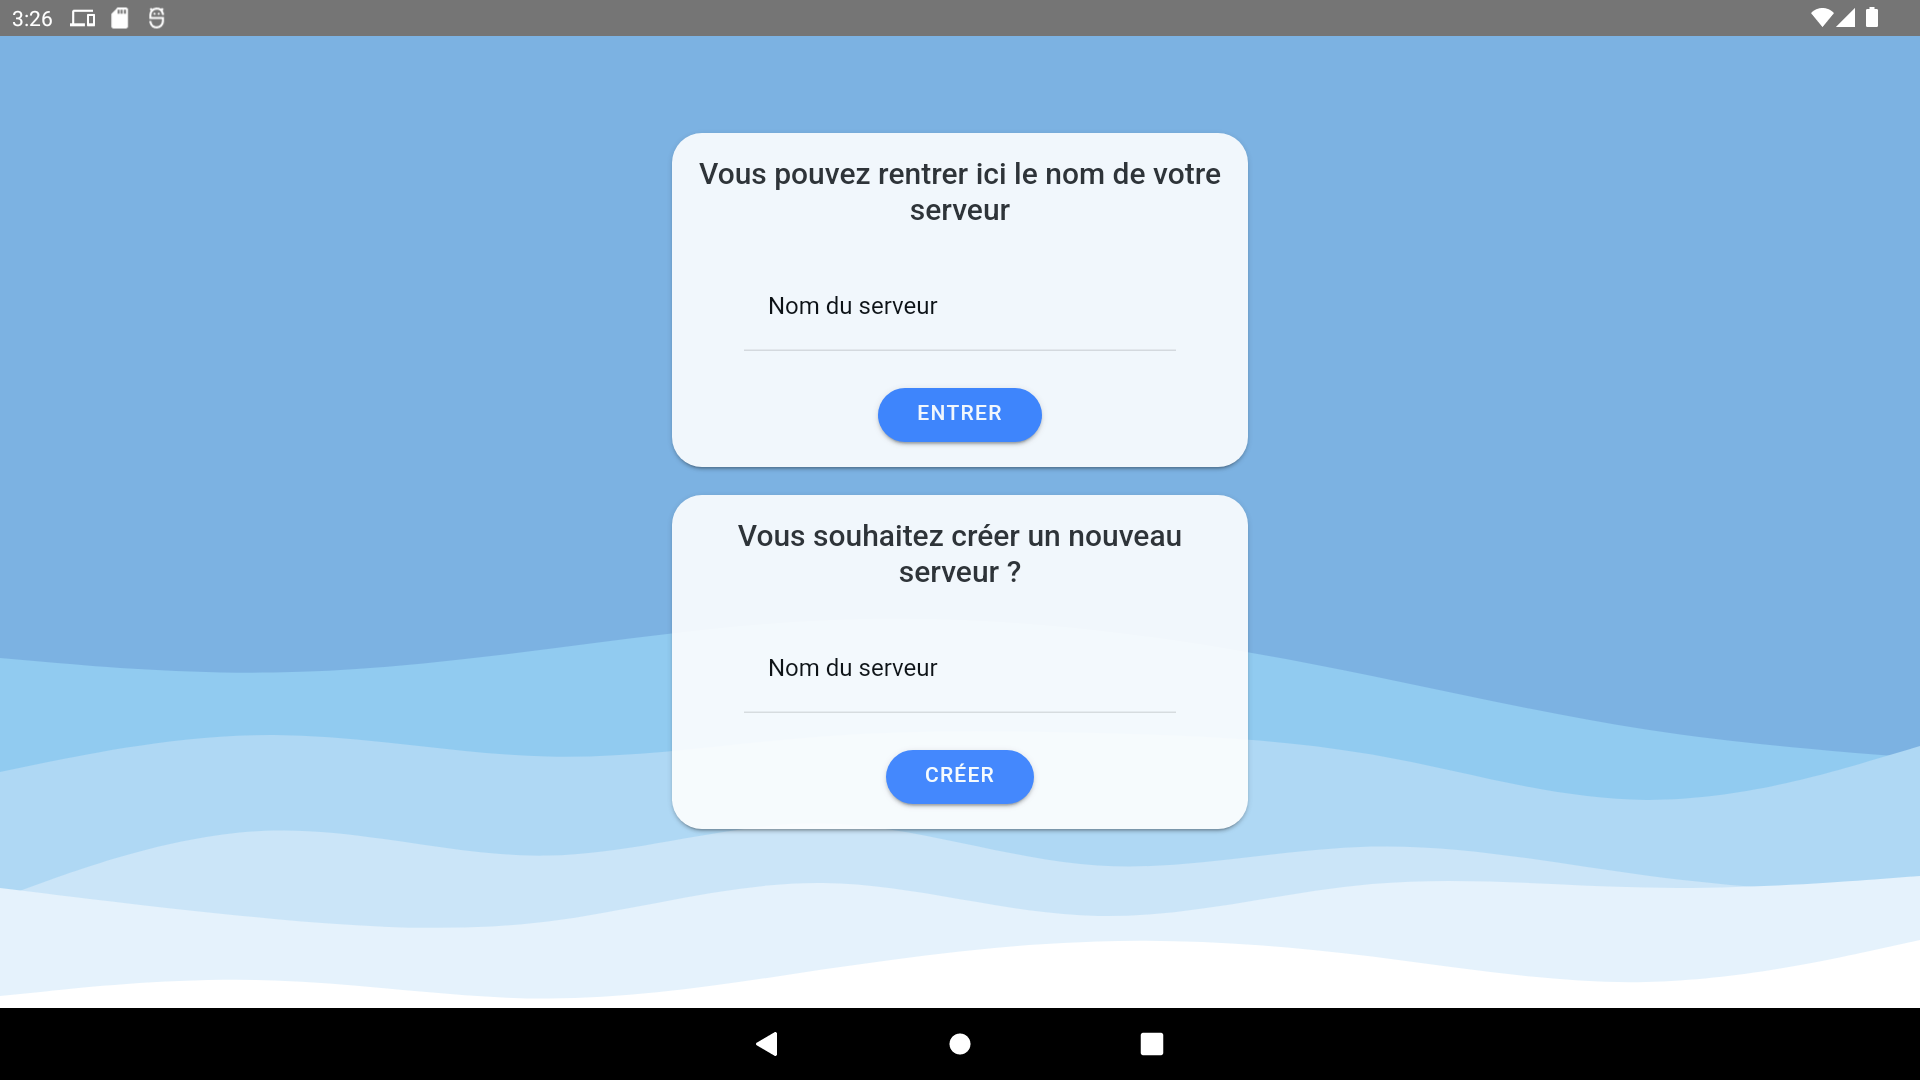 3:26
Vous pouvez rentrer ici le nom de votre
serveur
Nom du serveur
ENTRER
Vous souhaitez créer un nouveau
serveur ?
Nom du serveur
CRÉER